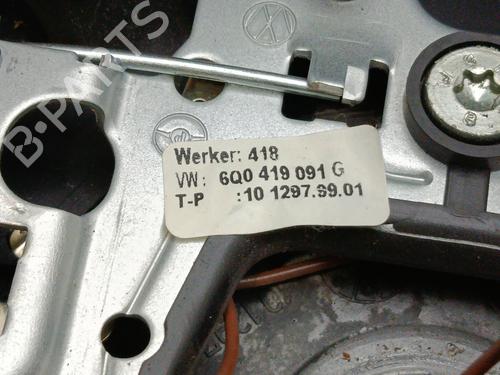 B-PARTS
Werker: 418
VW: 6Q0 419 091 G
T-P :10 1297.99.01